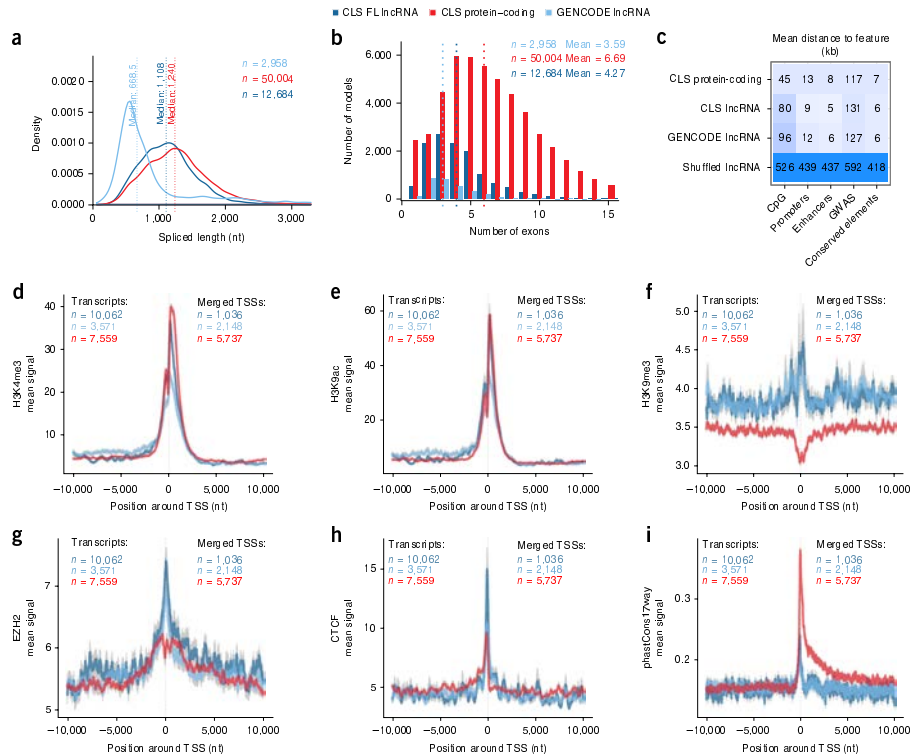 CLS FL lncRNA CLS protein–coding GENCODE lncRNA
a
0.0020
0.0015
0.0010
0.0005
0.0000
Density
Median: 668.5
Median: 1,108
Median: 1,240
n = 2,958
n = 50,004
n = 12,684
0 1,000 2,000 3,000
Spliced length (nt)
b
6,000
4,000
2,000
0
Number of models
n = 2,958 Mean = 3.59
n = 50,004 Mean = 6.69
n = 12,684 Mean = 4.27
0 5 10 15
Number of exons
c
Mean distance to feature
(kb)
CLS protein-coding 45 13 8 117 7
CLS lncRNA 80 9 5 131 6
GENCODE lncRNA 96 12 6 127 6
Shuffled lncRNA 526 439 437 592 418
CpG
Promoters
Enhancers
GWAS
Conserved elements
d
40
30
20
10
H3K4me3
mean signal
Transcripts: Merged TSSs:
n = 10,062 n = 1,036
n = 3,571 n = 2,148
n = 7,559 n = 5,737
−10,000 −5,000 0 5,000 10,000
Position around TSS (nt)
e
60
40
20
H3K9ac
mean signal
Transcripts: Merged TSSs:
n = 10,062 n = 1,036
n = 3,571 n = 2,148
n = 7,559 n = 5,737
−10,000 −5,000 0 5,000 10,000
Position around TSS (nt)
f
5.0
4.5
4.0
3.5
3.0
H3K9me3
mean signal
Transcripts: Merged TSSs:
n = 10,062 n = 1,036
n = 3,571 n = 2,148
n = 7,559 n = 5,737
−10,000 −5,000 0 5,000 10,000
Position around TSS (nt)
g
7
6
5
EZH2
mean signal
Transcripts: Merged TSSs:
n = 10,062 n = 1,036
n = 3,571 n = 2,148
n = 7,559 n = 5,737
−10,000 −5,000 0 5,000 10,000
Position around TSS (nt)
h
15
10
5
CTCF
mean signal
Transcripts: Merged TSSs:
n = 10,062 n = 1,036
n = 3,571 n = 2,148
n = 7,559 n = 5,737
−10,000 −5,000 0 5,000 10,000
Position around TSS (nt)
i
0.3
0.2
phastCons17way
mean signal
Transcripts: Merged TSSs:
n = 10,062 n = 1,036
n = 3,571 n = 2,148
n = 7,559 n = 5,737
−10,000 −5,000 0 5,000 10,000
Position around TSS (nt)